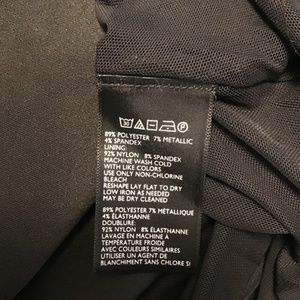 89% POLYESTER 7% METALLIC
4% SPANDEX
LINING:
92% NYLON 8% SPANDEX
MACHINE WASH COLD
WITH LIKE COLORS
USE ONLY NON-CHLORINE
BLEACH
RESHAPE LAY FLAT TO DRY
LOW IRON AS NEEDED
MAY BE DRY CLEANED
89% POLYESTER 7% MÉTALLIQUE
4% ÉLASTHANNE
DOUBLURE:
92% NYLON 8% ÉLASTHANNE
LAVAGE EN MACHINE À
TEMPÉRATURE FROIDE
AVEC COULEURS SIMILAIRES
UTILISER UN AGENT DE
BLANCHIMENT SANS CHLORE SI